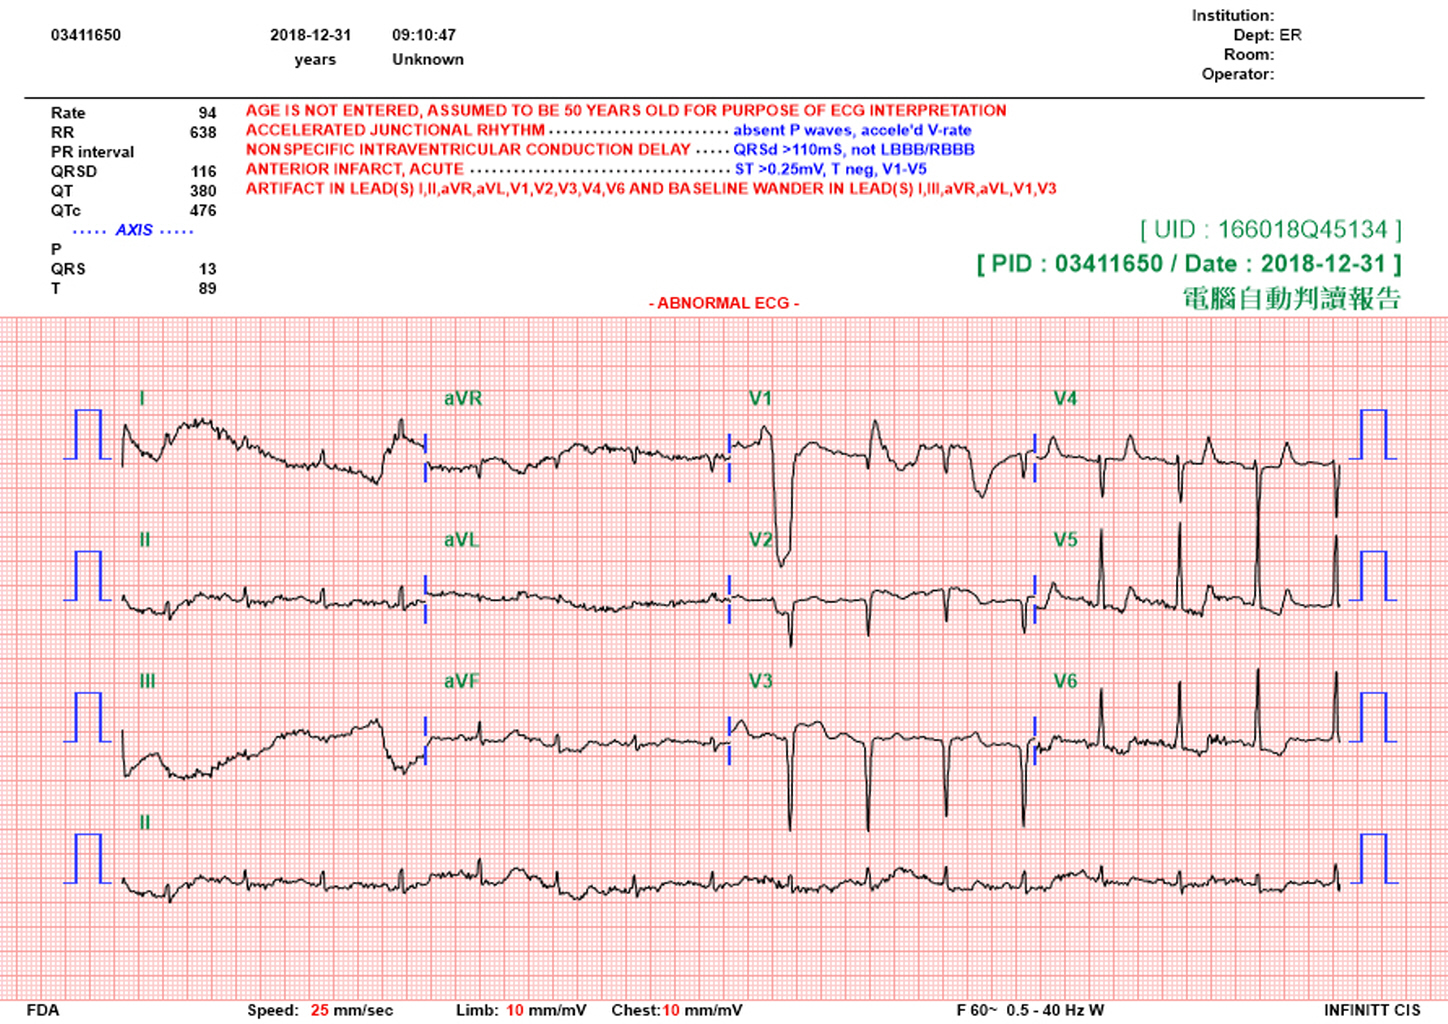 03411650 2018-12-31 09:10:47
years Unknown
Institution:
Dept: ER
Room:
Operator:
Rate 94
RR 638
PR interval
QRSD 116
QT 380
QTc 476
····· AXIS ·····
P
QRS 13
T 89
AGE IS NOT ENTERED, ASSUMED TO BE 50 YEARS OLD FOR PURPOSE OF ECG INTERPRETATION
ACCELERATED JUNCTIONAL RHYTHM ························· absent P waves, accele'd V-rate
NONSPECIFIC INTRAVENTRICULAR CONDUCTION DELAY ····· QRSd >110mS, not LBBB/RBBB
ANTERIOR INFARCT, ACUTE ···································· ST >0.25mV, T neg, V1-V5
ARTIFACT IN LEAD(S) I,II,aVR,aVL,V1,V2,V3,V4,V6 AND BASELINE WANDER IN LEAD(S) I,III,aVR,aVL,V1,V3
[ UID : 166018Q45134 ]
[ PID : 03411650 / Date : 2018-12-31 ]
電腦自動判讀報告
- ABNORMAL ECG -
I aVR V1 V4
II aVL V2 V5
III aVF V3 V6
II
FDA Speed: 25 mm/sec Limb: 10 mm/mV Chest:10 mm/mV F 60~ 0.5 - 40 Hz W INFINITT CIS